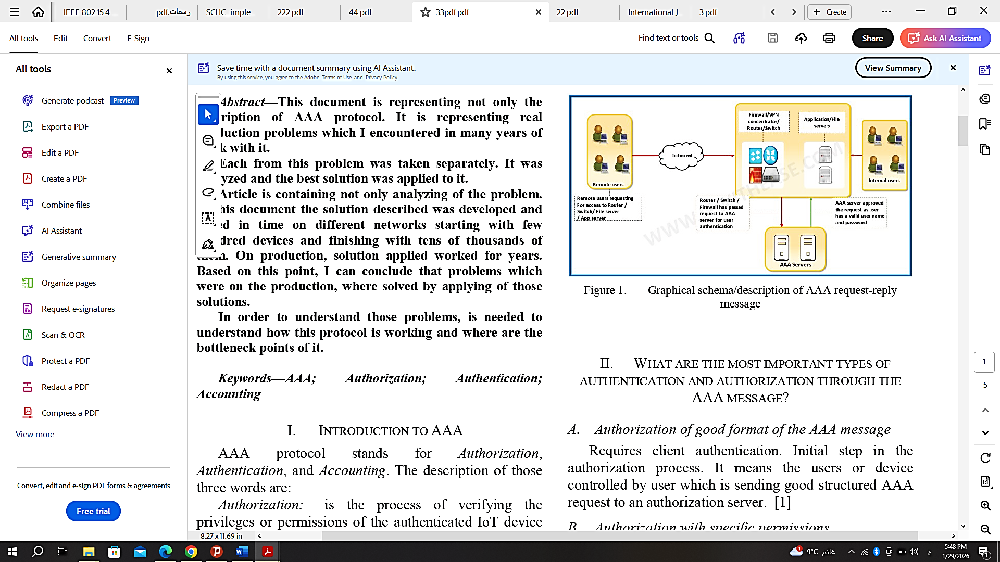 IEEE 802.15.4 ....
رسمات.pdf
SCHC_imple...
222.pdf
44.pdf
33pdf.pdf
22.pdf
International J...
3.pdf
Create
All tools
Edit
Convert
E-Sign
Find text or tools
Share
Ask AI Assistant
All tools
Generate podcast Preview
Export a PDF
Edit a PDF
Create a PDF
Combine files
AI Assistant
Generative summary
Organize pages
Request e-signatures
Scan & OCR
Protect a PDF
Redact a PDF
Compress a PDF
View more
Convert, edit and e-sign PDF forms & agreements
Free trial
Save time with a document summary using AI Assistant.
By using this service, you agree to the Adobe Terms of Use and Privacy Policy
View Summary
Abstract—This document is representing not only the
ription of AAA protocol. It is representing real
luction problems which I encountered in many years of
k with it.
Each from this problem was taken separately. It was
yzed and the best solution was applied to it.
Article is containing not only analyzing of the problem.
his document the solution described was developed and
d in time on different networks starting with few
dred devices and finishing with tens of thousands of
them. On production, solution applied worked for years.
Based on this point, I can conclude that problems which
were on the production, where solved by applying of those
solutions.
In order to understand those problems, is needed to
understand how this protocol is working and where are the
bottleneck points of it.
Keywords—AAA; Authorization; Authentication;
Accounting
I. INTRODUCTION TO AAA
AAA protocol stands for Authorization,
Authentication, and Accounting. The description of those
three words are:
Authorization: is the process of verifying the
privileges or permissions of the authenticated IoT device
8.27 x 11.69 in
Firewall/VPN
concentrator/
Router/Switch
Application/File
servers
Internet
Remote users
Internal users
Remote users requesting
For access to Router /
Switch/ File server
/ App server
Router / Switch /
Firewall has passed
request to AAA
server for user
authentication
AAA server approved
the request as user
has a valid user name
and password
AAA Servers
Figure 1. Graphical schema/description of AAA request-reply
message
II. WHAT ARE THE MOST IMPORTANT TYPES OF
AUTHENTICATION AND AUTHORIZATION THROUGH THE
AAA MESSAGE?
A. Authorization of good format of the AAA message
Requires client authentication. Initial step in the
authorization process. It means the users or device
controlled by user which is sending good structured AAA
request to an authorization server. [1]
B. Authorization with specific permissions
1
5
9°C غائم
ع
5:48 PM
1/29/2026